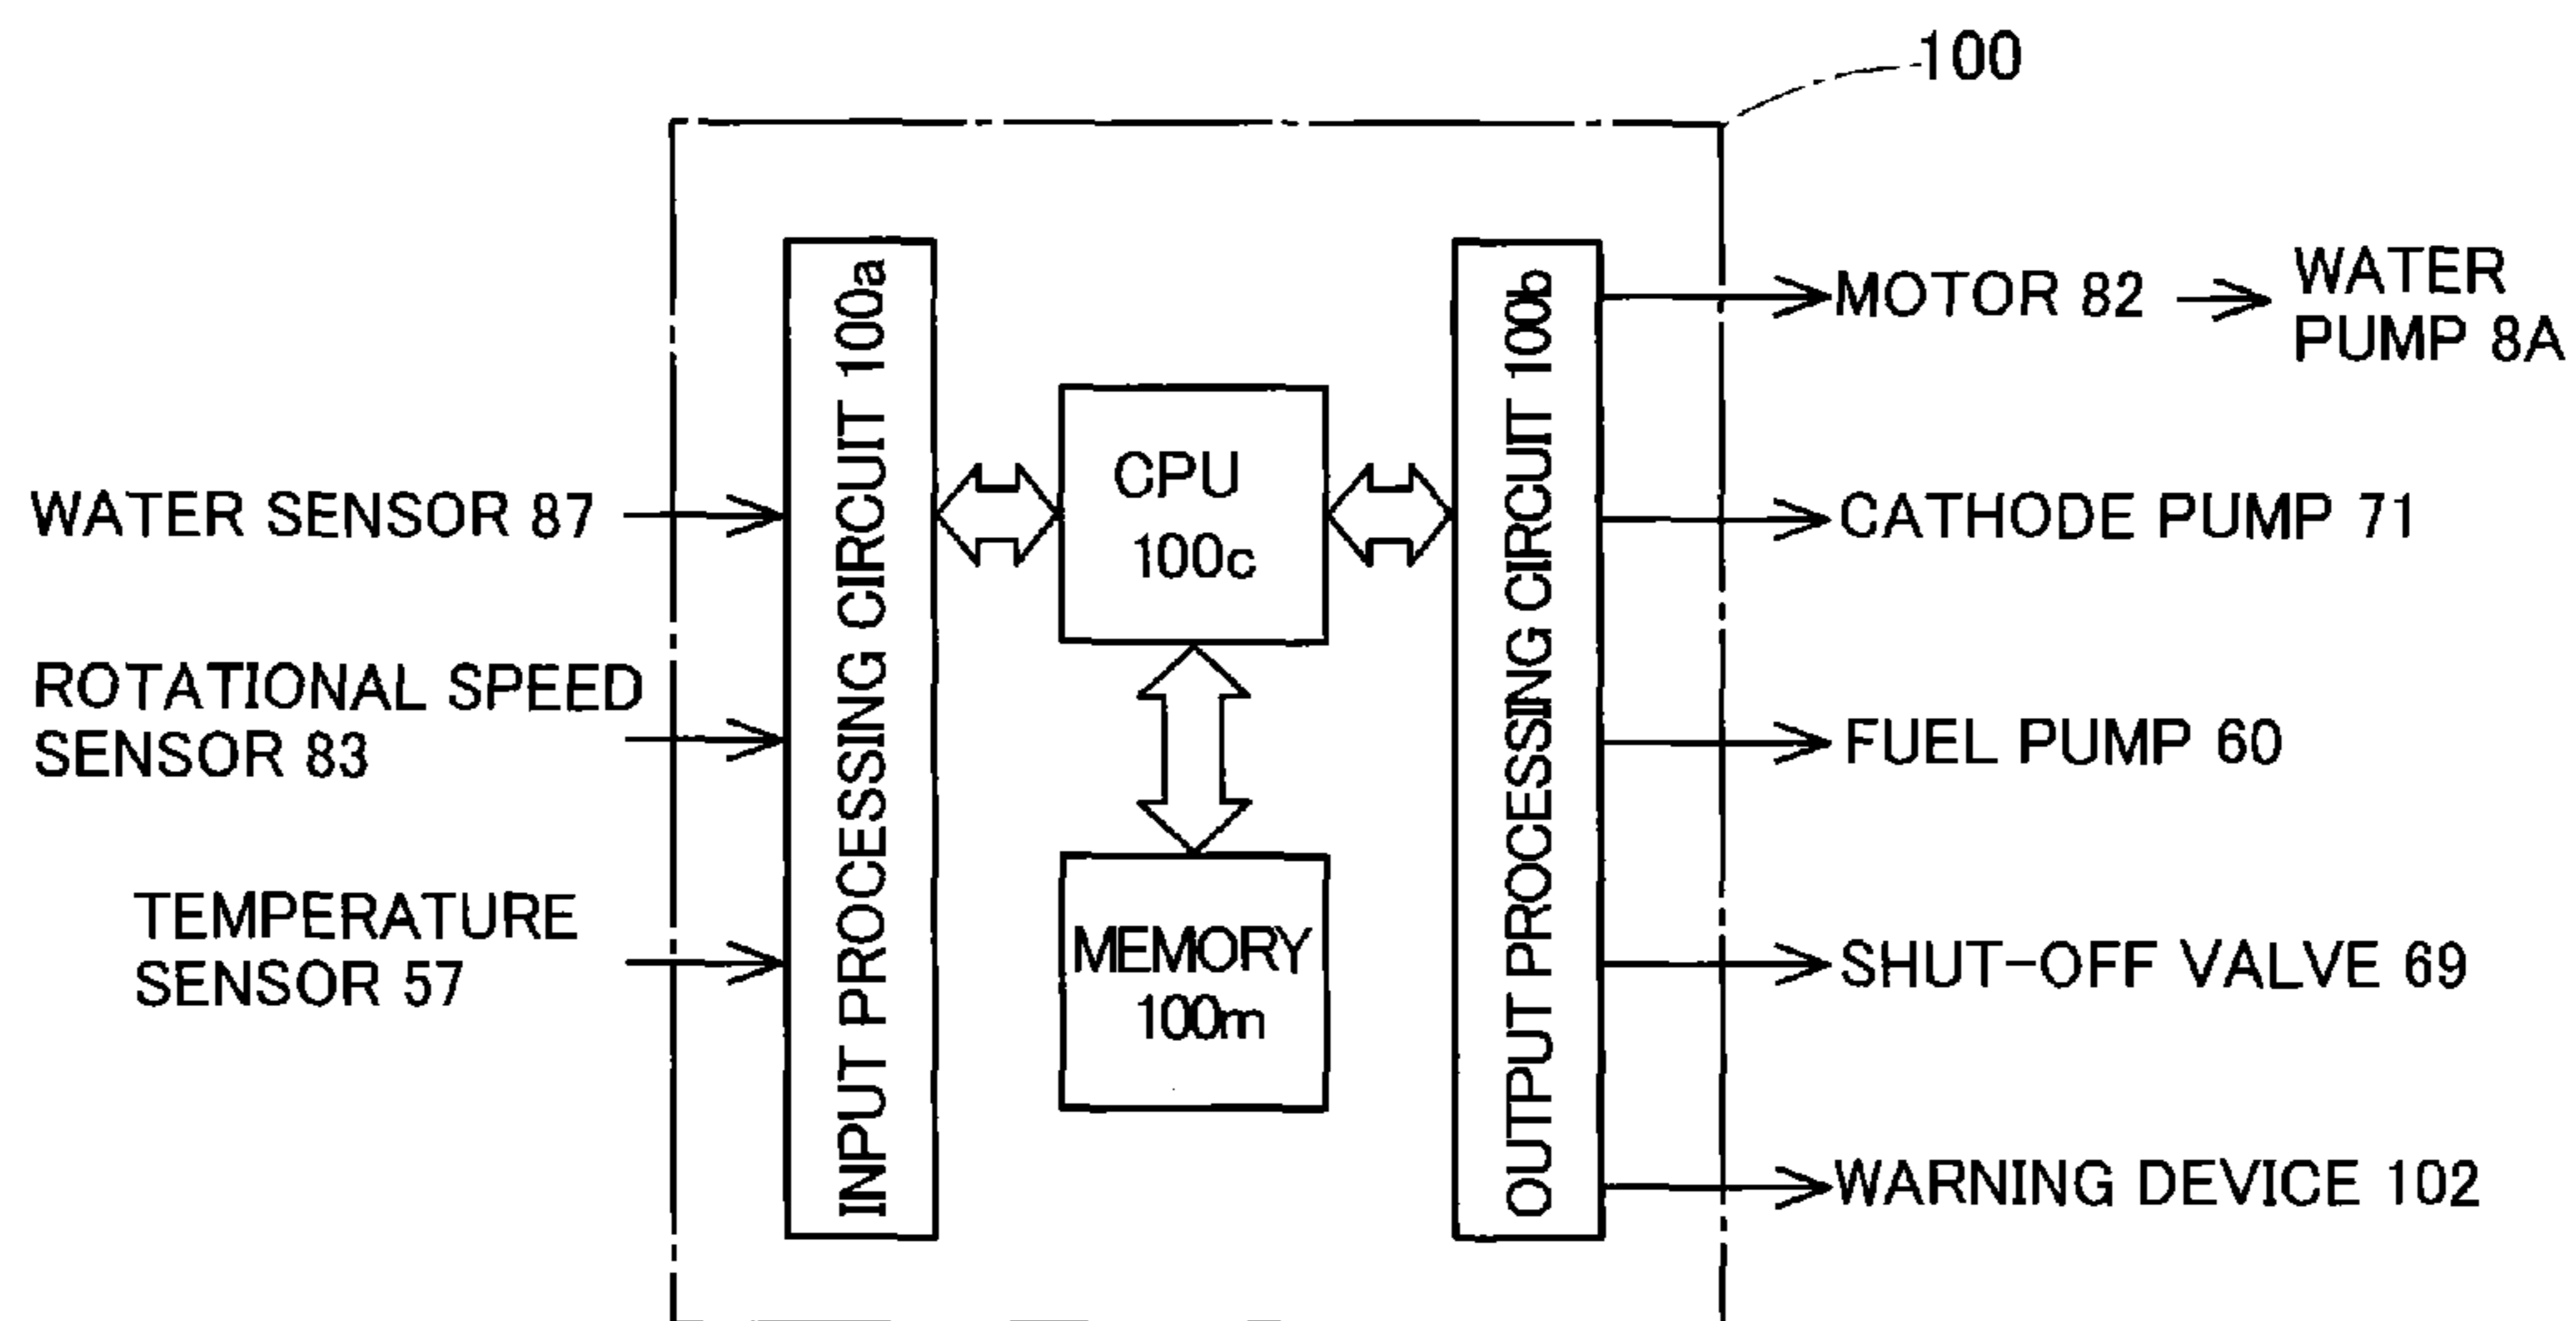 100
WATER SENSOR 87
ROTATIONAL SPEED
SENSOR 83
TEMPERATURE
SENSOR 57
INPUT PROCESSING CIRCUIT 100a
CPU
100c
MEMORY
100m
OUTPUT PROCESSING CIRCUIT 100b
MOTOR 82
WATER
PUMP 8A
CATHODE PUMP 71
FUEL PUMP 60
SHUT-OFF VALVE 69
WARNING DEVICE 102